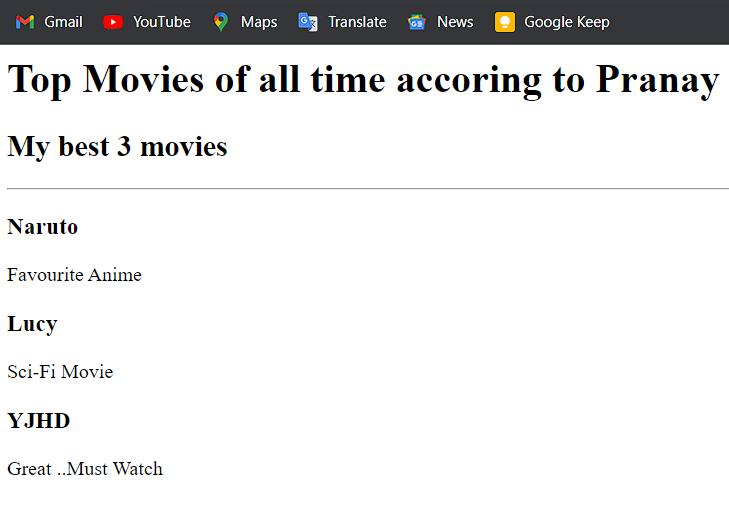 Gmail YouTube Maps Translate News Google Keep
Top Movies of all time accoring to Pranay
My best 3 movies
Naruto
Favourite Anime
Lucy
Sci-Fi Movie
YJHD
Great ..Must Watch